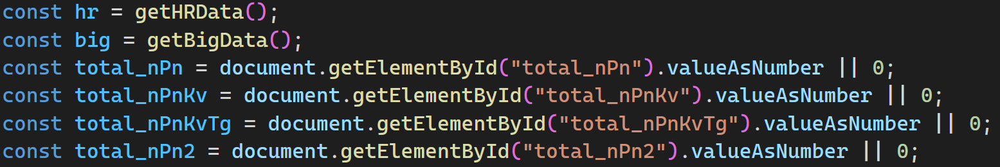 const hr = getHRData();
const big = getBigData();
const total_nPn = document.getElementById("total_nPn").valueAsNumber || 0;
const total_nPnKv = document.getElementById("total_nPnKv").valueAsNumber || 0;
const total_nPnKvTg = document.getElementById("total_nPnKvTg").valueAsNumber || 0;
const total_nPn2 = document.getElementById("total_nPn2").valueAsNumber || 0;